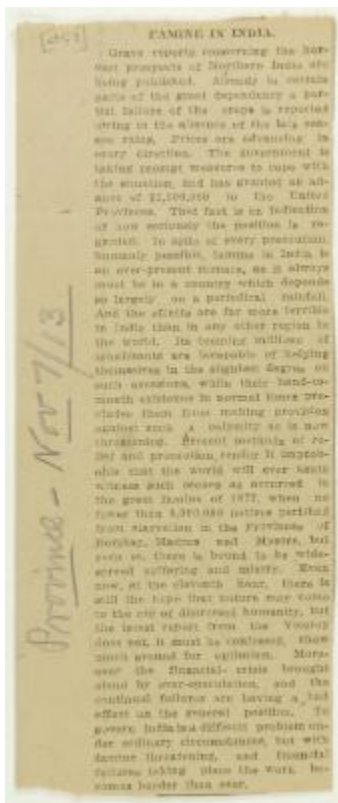 FAMINE IN INDIA.
Grave reports concerning the har-
vest prospects of Northern India are
being published. Already in certain
parts of the great dependency a par-
tial failure of the crops is reported
owing to the absence of the
rains. Prices are advancing in
every direction. The government is
taking prompt measures to cope with
the situation, and has granted an ad-
vance of to the United
Provinces. That fact is an indication
of how seriously the position is re-
garded. In spite of every precaution,
humanly possible, famine in India is
an ever-present menace, as it always
must be in a country which depends
so largely on a periodical rainfall.
And the effects are far more terrible
in India than in any other region in
the world. Its teeming millions of
inhabitants are incapable of helping
themselves in the slightest degree on
such occasions, while their hand-to-
mouth existence in normal times pre-
cludes them from making provision
against such a calamity as is now
threatening. Present methods of re-
lief and prevention render it improb-
able that the world will ever again
witness such scenes as occurred in
the great famine of 1877, when no
fewer than natives perished
from starvation in the Provinces of
Bombay, Madras and Mysore, but
even so, there is bound to be wide-
spread suffering and misery. Even
now, at the eleventh hour, there is
still the hope that nature may come
to the aid of distressed humanity, but
the latest report from the Viceroy
does not, it must be confessed, show
much ground for optimism. More-
over the financial crisis brought
about by over-speculation, and the
continual failures are having a bad
effect on the general position. To
govern India is a difficult problem un-
der ordinary circumstances, but with
famine threatening, and financial
failures taking place the work be-
comes harder than ever.
Province - Nov 7/13